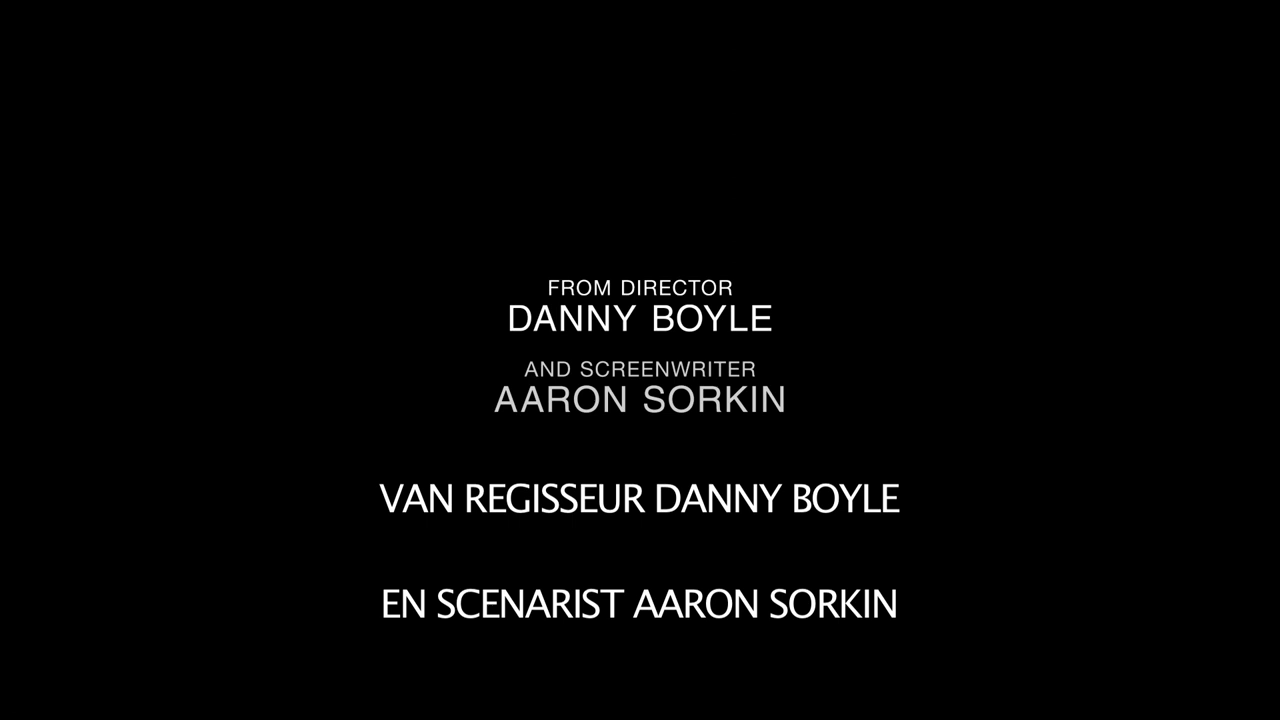 FROM DIRECTOR
DANNY BOYLE
AND SCREENWRITER
AARON SORKIN
VAN REGISSEUR DANNY BOYLE
EN SCENARIST AARON SORKIN